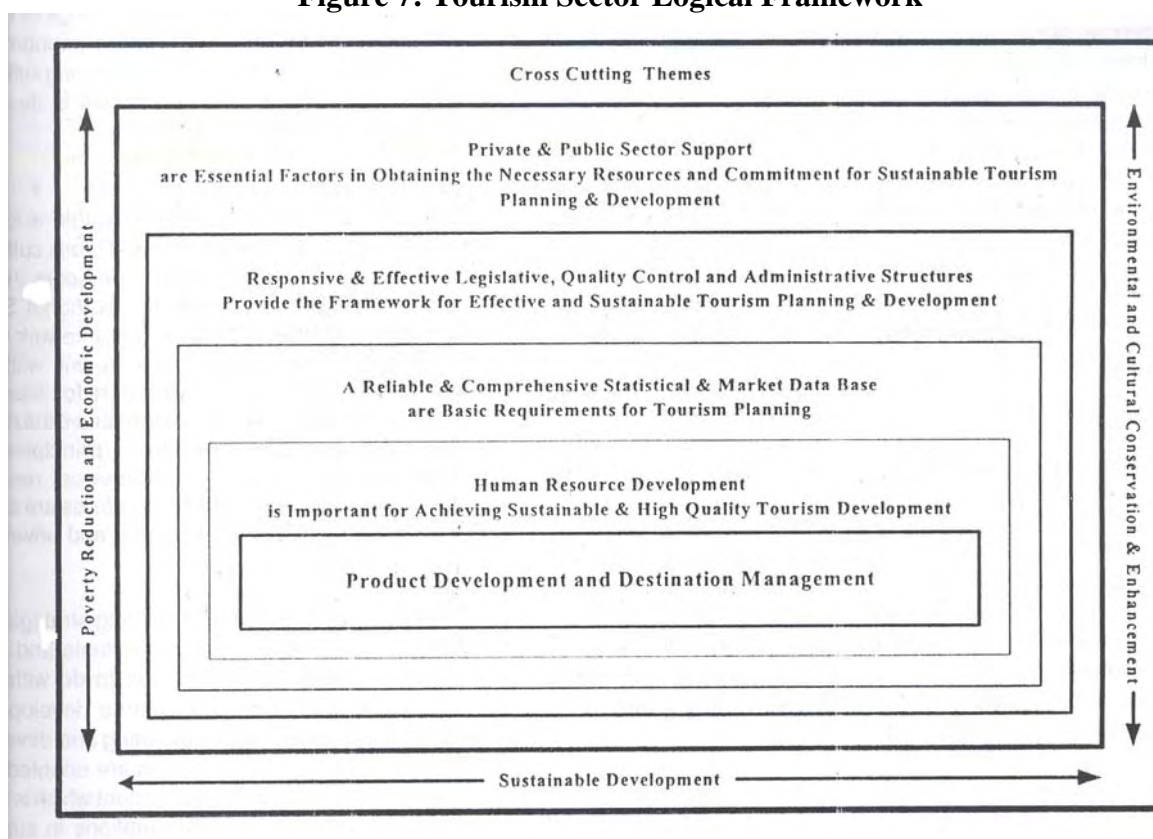 Figure 7: Tourism Sector Logical Framework
Cross Cutting Themes
Private & Public Sector Support
are Essential Factors in Obtaining the Necessary Resources and Commitment for Sustainable Tourism
Planning & Development
Responsive & Effective Legislative, Quality Control and Administrative Structures
Provide the Framework for Effective and Sustainable Tourism Planning & Development
A Reliable & Comprehensive Statistical & Market Data Base
are Basic Requirements for Tourism Planning
Human Resource Development
is Important for Achieving Sustainable & High Quality Tourism Development
Product Development and Destination Management
Poverty Reduction and Economic Development
Environmental and Cultural Conservation & Enhancement
Sustainable Development